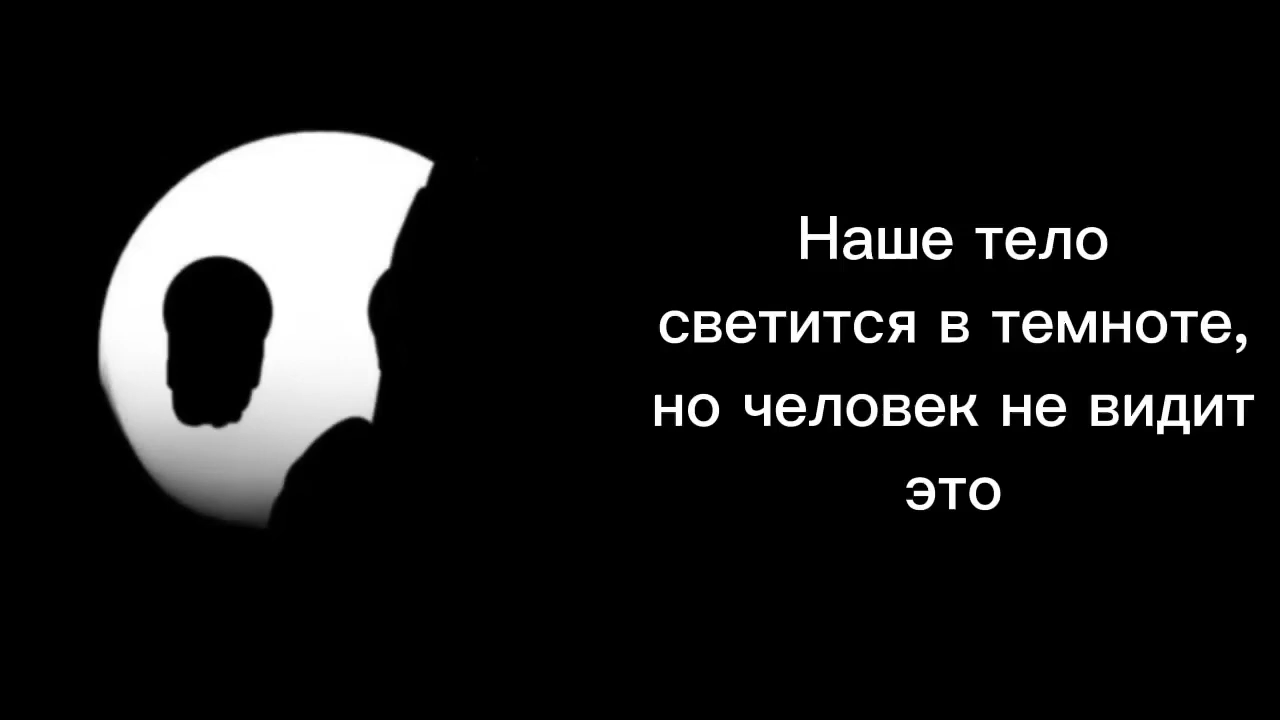 Наше тело
светится в темноте,
но человек не видит
это